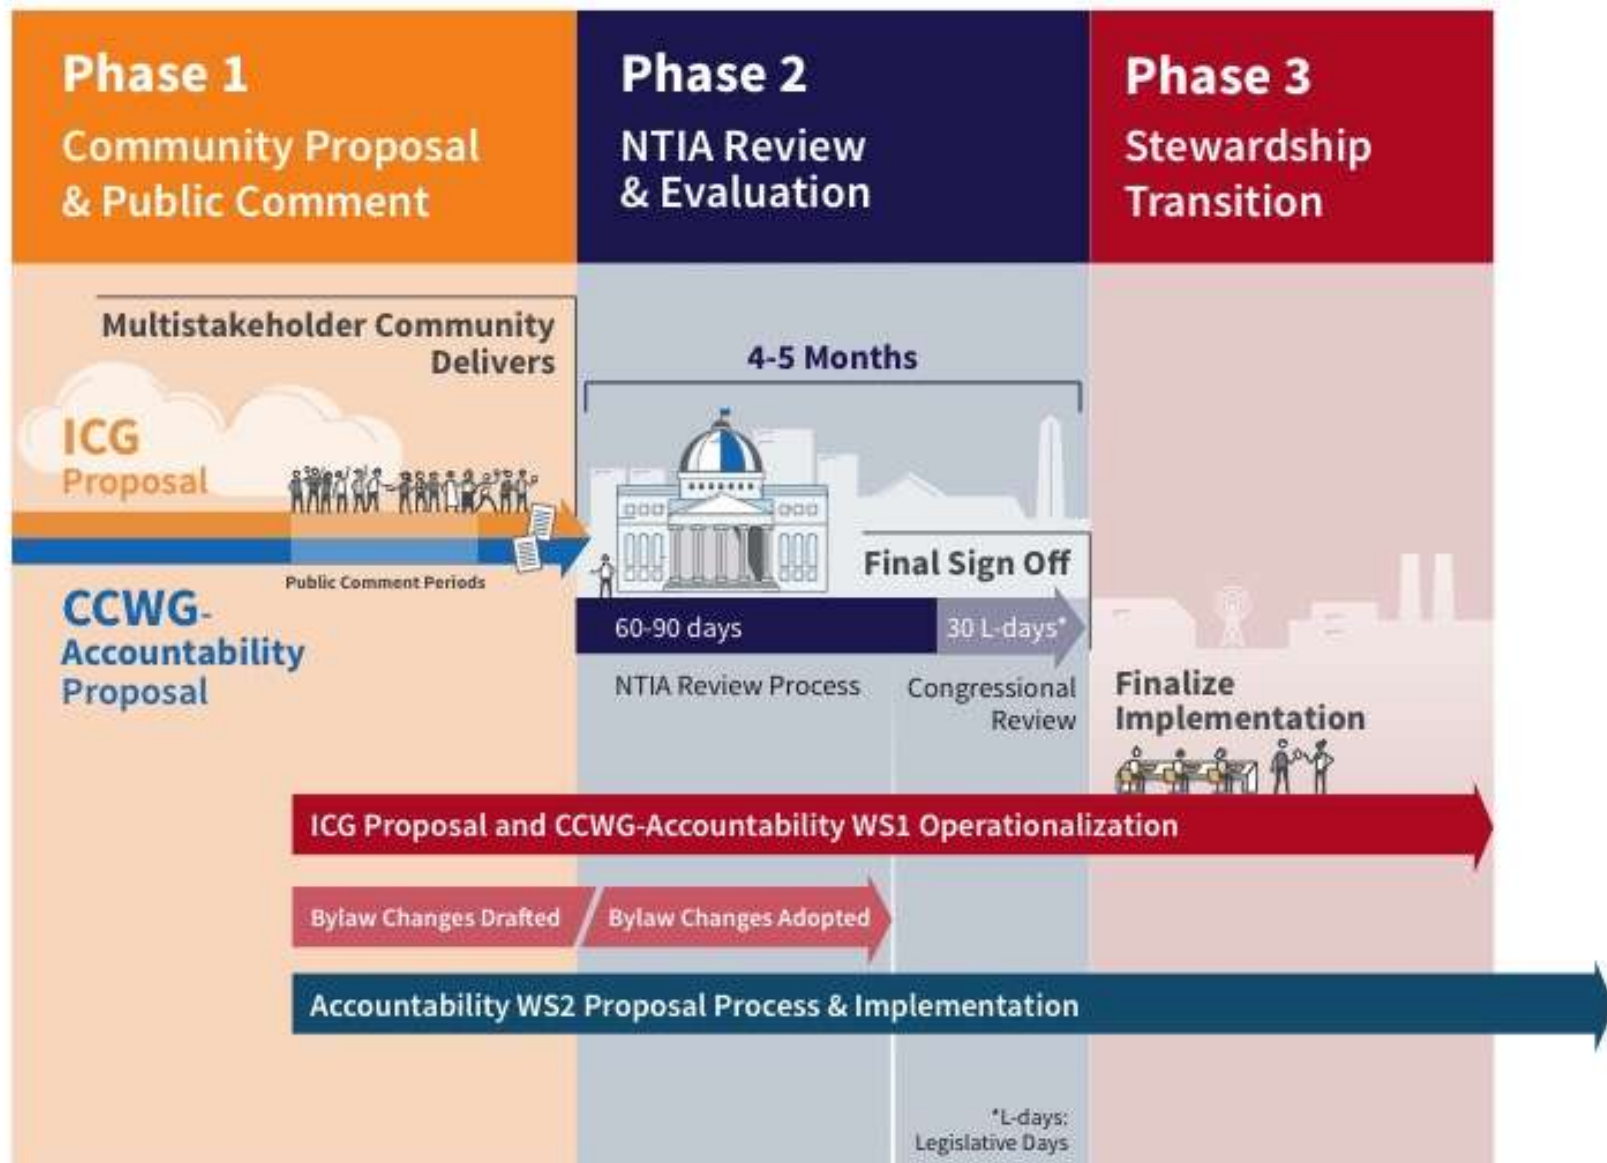 Phase 1
Community Proposal
& Public Comment
Phase 2
NTIA Review
& Evaluation
Phase 3
Stewardship
Transition
Multistakeholder Community
Delivers
ICG
Proposal
Public Comment Periods
CCWG-
Accountability
Proposal
4-5 Months
Final Sign Off
60-90 days
30 L-days*
NTIA Review Process
Congressional
Review
Finalize
Implementation
ICG Proposal and CCWG-Accountability WS1 Operationalization
Bylaw Changes Drafted
Bylaw Changes Adopted
Accountability WS2 Proposal Process & Implementation
*L-days:
Legislative Days